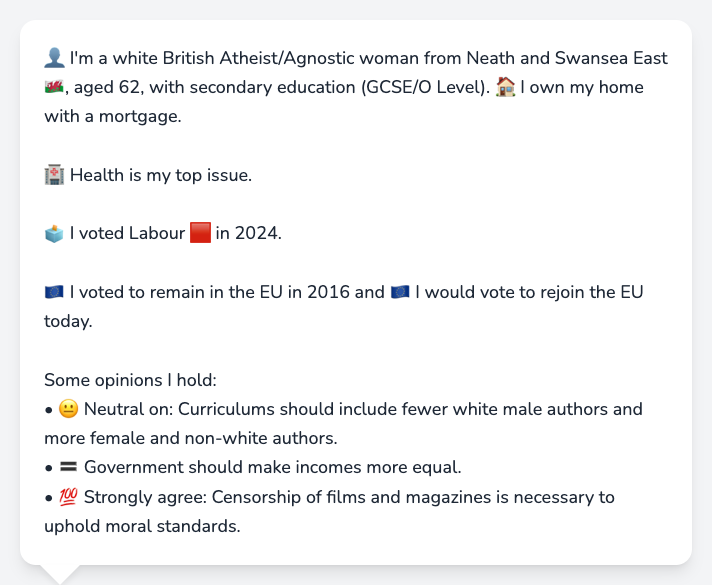 👤 I'm a white British Atheist/Agnostic woman from Neath and Swansea East
🏴󠁧󠁢󠁷󠁬󠁳󠁿, aged 62, with secondary education (GCSE/O Level). 🏠 I own my home
with a mortgage.
🏥 Health is my top issue.
🗳️ I voted Labour 🟥 in 2024.
🇪🇺 I voted to remain in the EU in 2016 and 🇪🇺 I would vote to rejoin the EU
today.
Some opinions I hold:
• 😐 Neutral on: Curriculums should include fewer white male authors and
more female and non-white authors.
• 🟰 Government should make incomes more equal.
• 💯 Strongly agree: Censorship of films and magazines is necessary to
uphold moral standards.